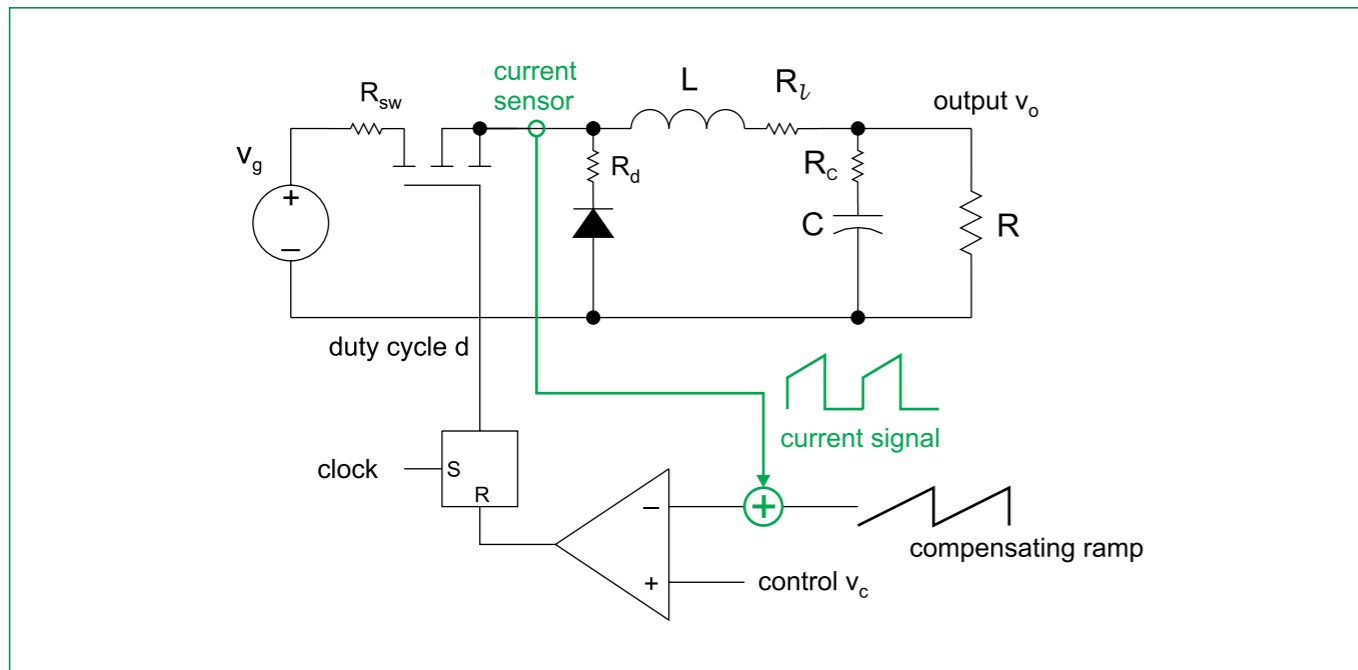 current
sensor
R_sw
L
R_l
output v_o
v_g
+
−
R_d
R_C
C
R
duty cycle d
current signal
clock
S
R
−
+
+
compensating ramp
control v_c